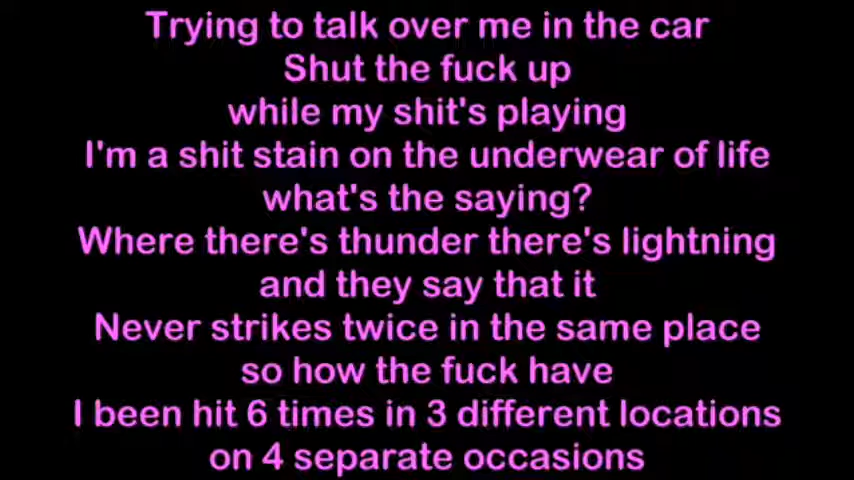 Trying to talk over me in the car
Shut the fuck up
while my shit's playing
I'm a shit stain on the underwear of life
what's the saying?
Where there's thunder there's lightning
and they say that it
Never strikes twice in the same place
so how the fuck have
I been hit 6 times in 3 different locations
on 4 separate occasions